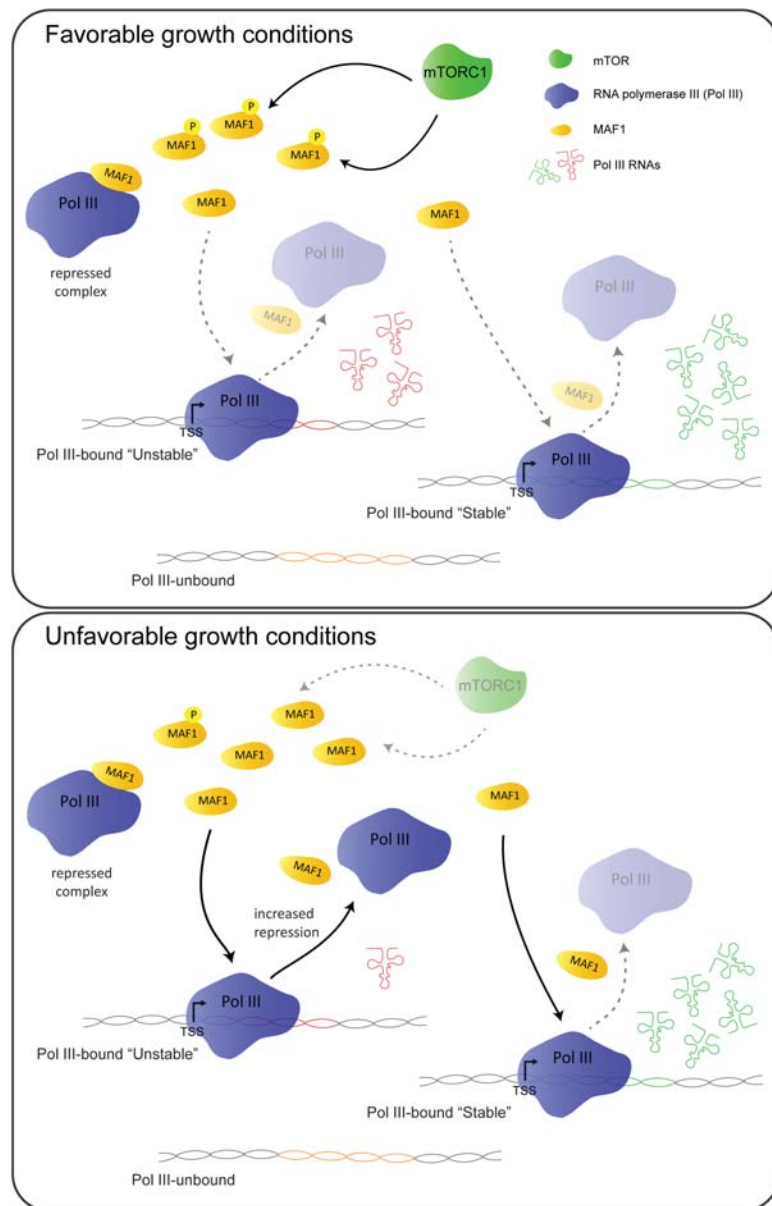 Favorable growth conditions
mTORC1
mTOR
RNA polymerase III (Pol III)
MAF1
Pol III RNAs
P
MAF1
P
MAF1
P
MAF1
MAF1
Pol III
repressed
complex
MAF1
MAF1
Pol III
MAF1
Pol III
MAF1
Pol III
TSS
Pol III-bound “Unstable”
Pol III
TSS
Pol III-bound “Stable”
Pol III-unbound
Unfavorable growth conditions
mTORC1
P
MAF1
MAF1
MAF1
MAF1
MAF1
Pol III
repressed
complex
MAF1
MAF1
Pol III
MAF1
increased
repression
Pol III
MAF1
Pol III
TSS
Pol III-bound “Unstable”
Pol III
TSS
Pol III-bound “Stable”
Pol III-unbound